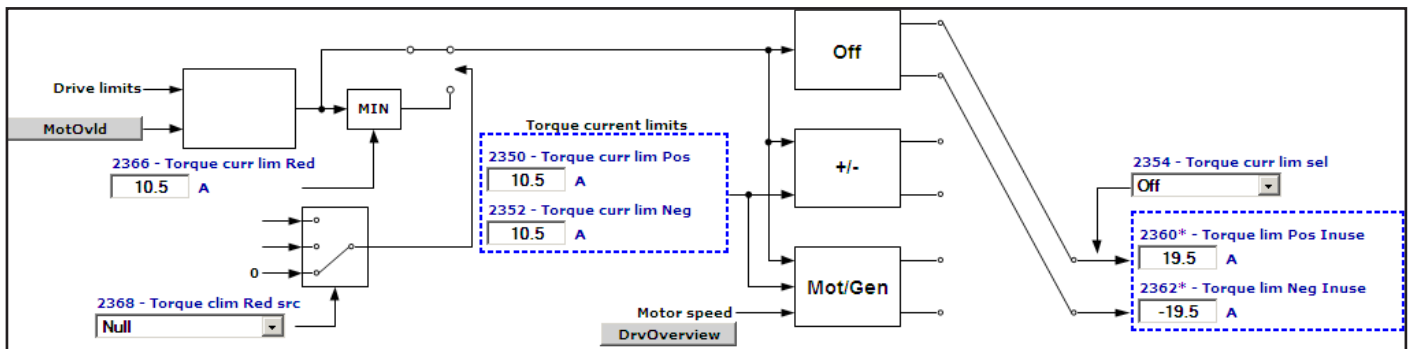 Off
Drive limits
MIN
MotOvld
Torque current limits
2366 - Torque curr lim Red
10.5 A
2350 - Torque curr lim Pos
10.5 A
+/-
2354 - Torque curr lim sel
Off
2352 - Torque curr lim Neg
10.5 A
2360* - Torque lim Pos Inuse
19.5 A
0
Mot/Gen
2362* - Torque lim Neg Inuse
-19.5 A
2368 - Torque clim Red src
Null
Motor speed
DrvOverview